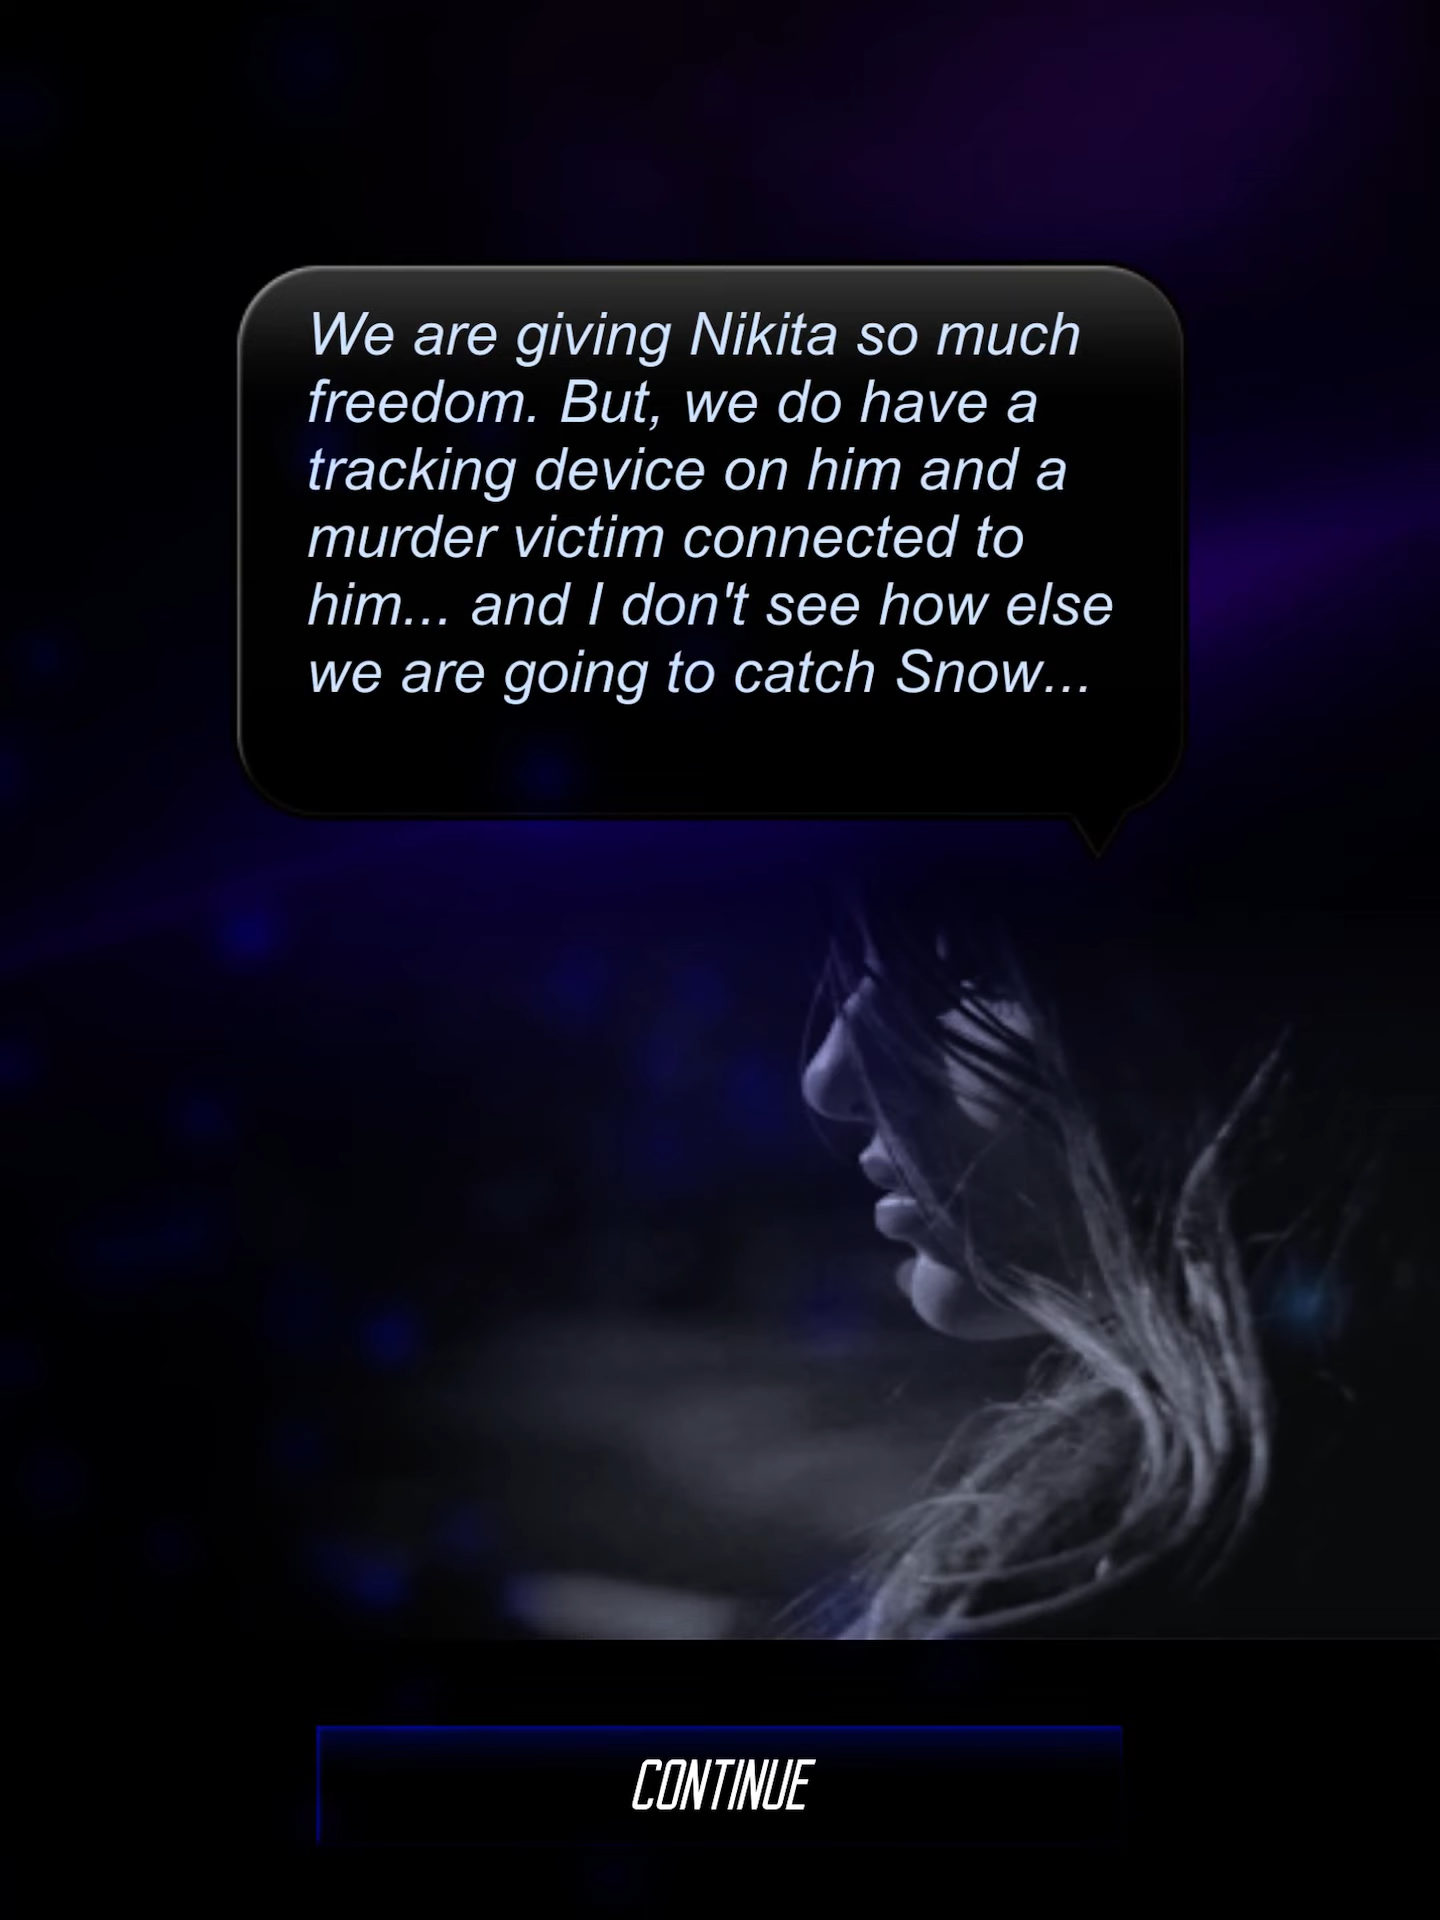 We are giving Nikita so much
freedom. But, we do have a
tracking device on him and a
murder victim connected to
him... and I don't see how else
we are going to catch Snow...
CONTINUE